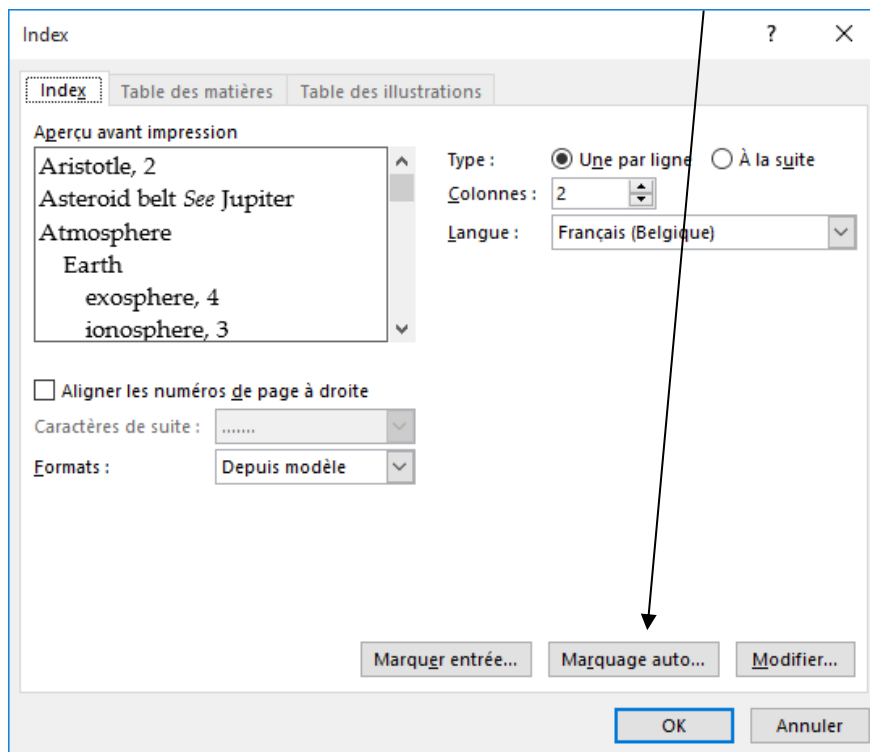 Index ?
Index Table des matières Table des illustrations
Aperçu avant impression
Aristotle, 2
Asteroid belt See Jupiter
Atmosphere
Earth
exosphere, 4
ionosphere, 3
Type : Une par ligne À la suite
Colonnes : 2
Langue : Français (Belgique)
Aligner les numéros de page à droite
Caractères de suite : .......
Formats : Depuis modèle
Marquer entrée... Marquage auto... Modifier...
OK Annuler